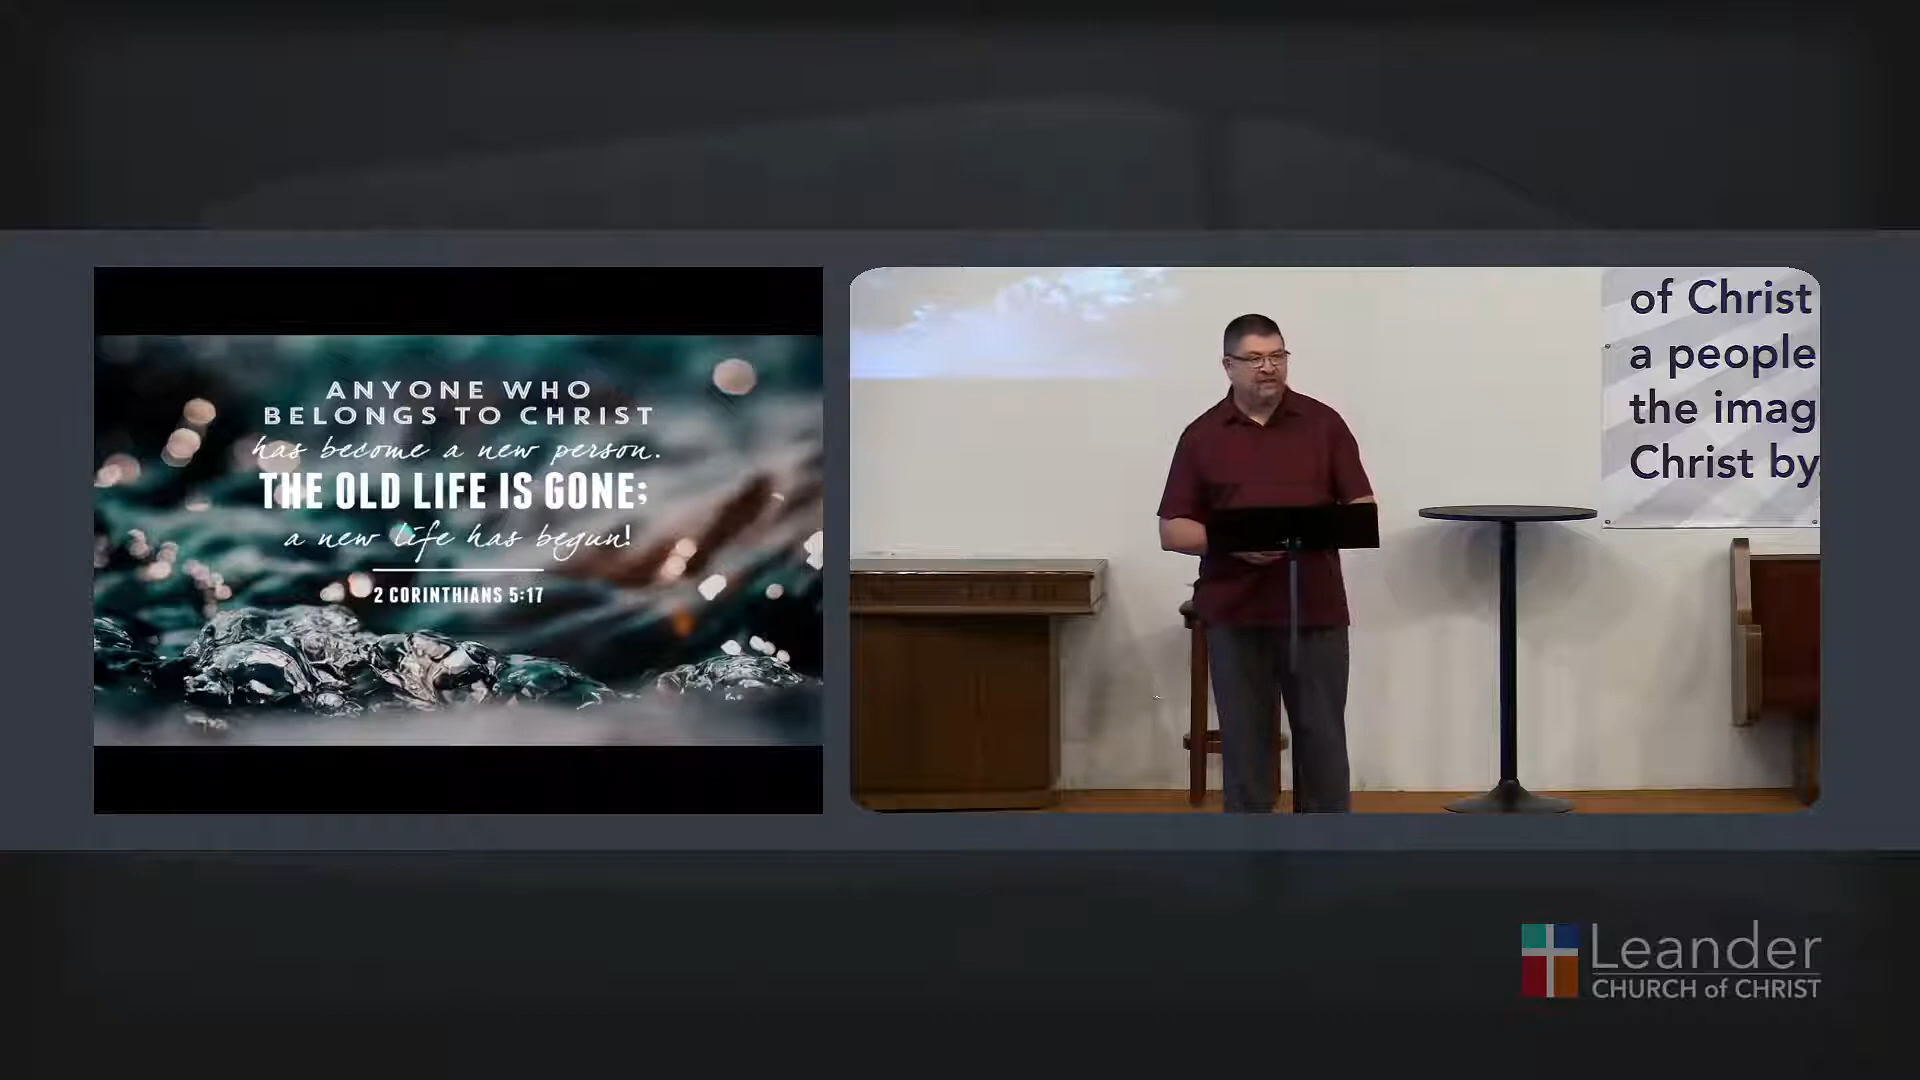 ANYONE WHO
BELONGS TO CHRIST
has become a new person.
THE OLD LIFE IS GONE;
a new life has begun!
2 CORINTHIANS 5:17
of Christ
a people
the imag
Christ by
Leander
CHURCH of CHRIST